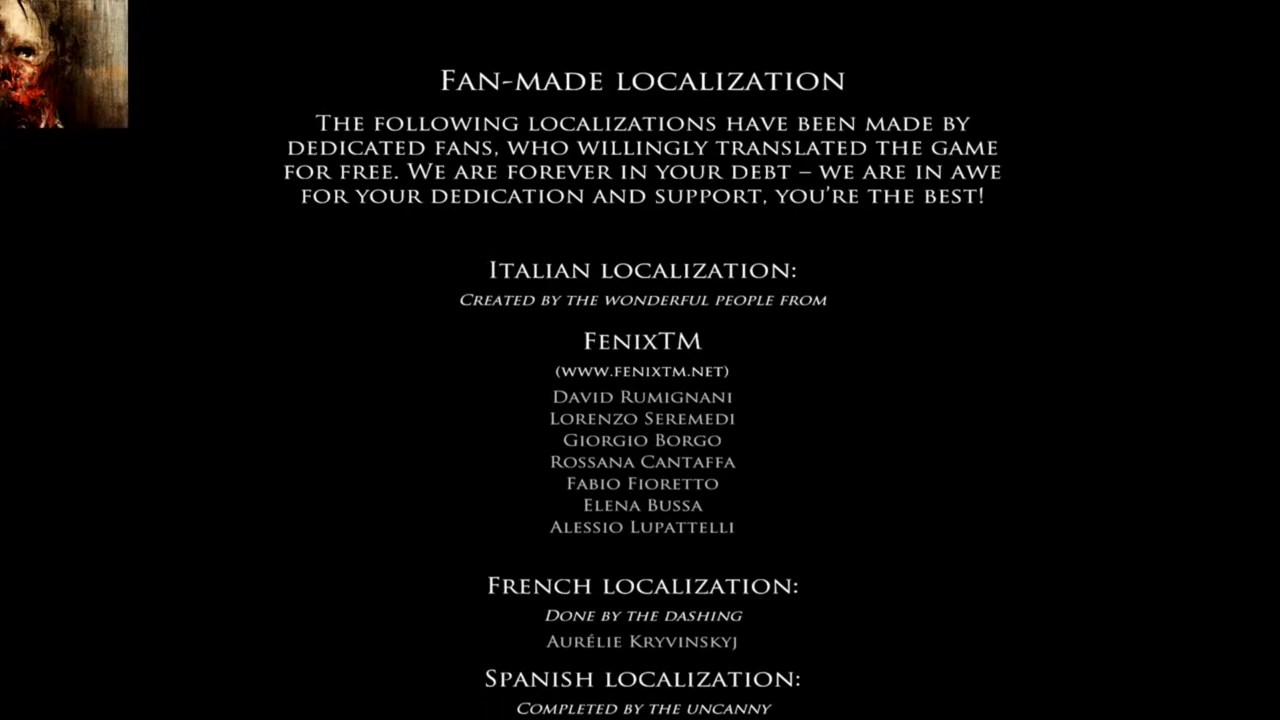 Fan-made localization
The following localizations have been made by
dedicated fans, who willingly translated the game
for free. We are forever in your debt – we are in awe
for your dedication and support, you're the best!
Italian localization:
Created by the wonderful people from
FenixTM
(www.fenixtm.net)
David Rumignani
Lorenzo Seremedi
Giorgio Borgo
Rossana Cantaffa
Fabio Fioretto
Elena Bussa
Alessio Lupattelli
French localization:
Done by the dashing
Aurélie Kryvinskyj
Spanish localization:
Completed by the uncanny